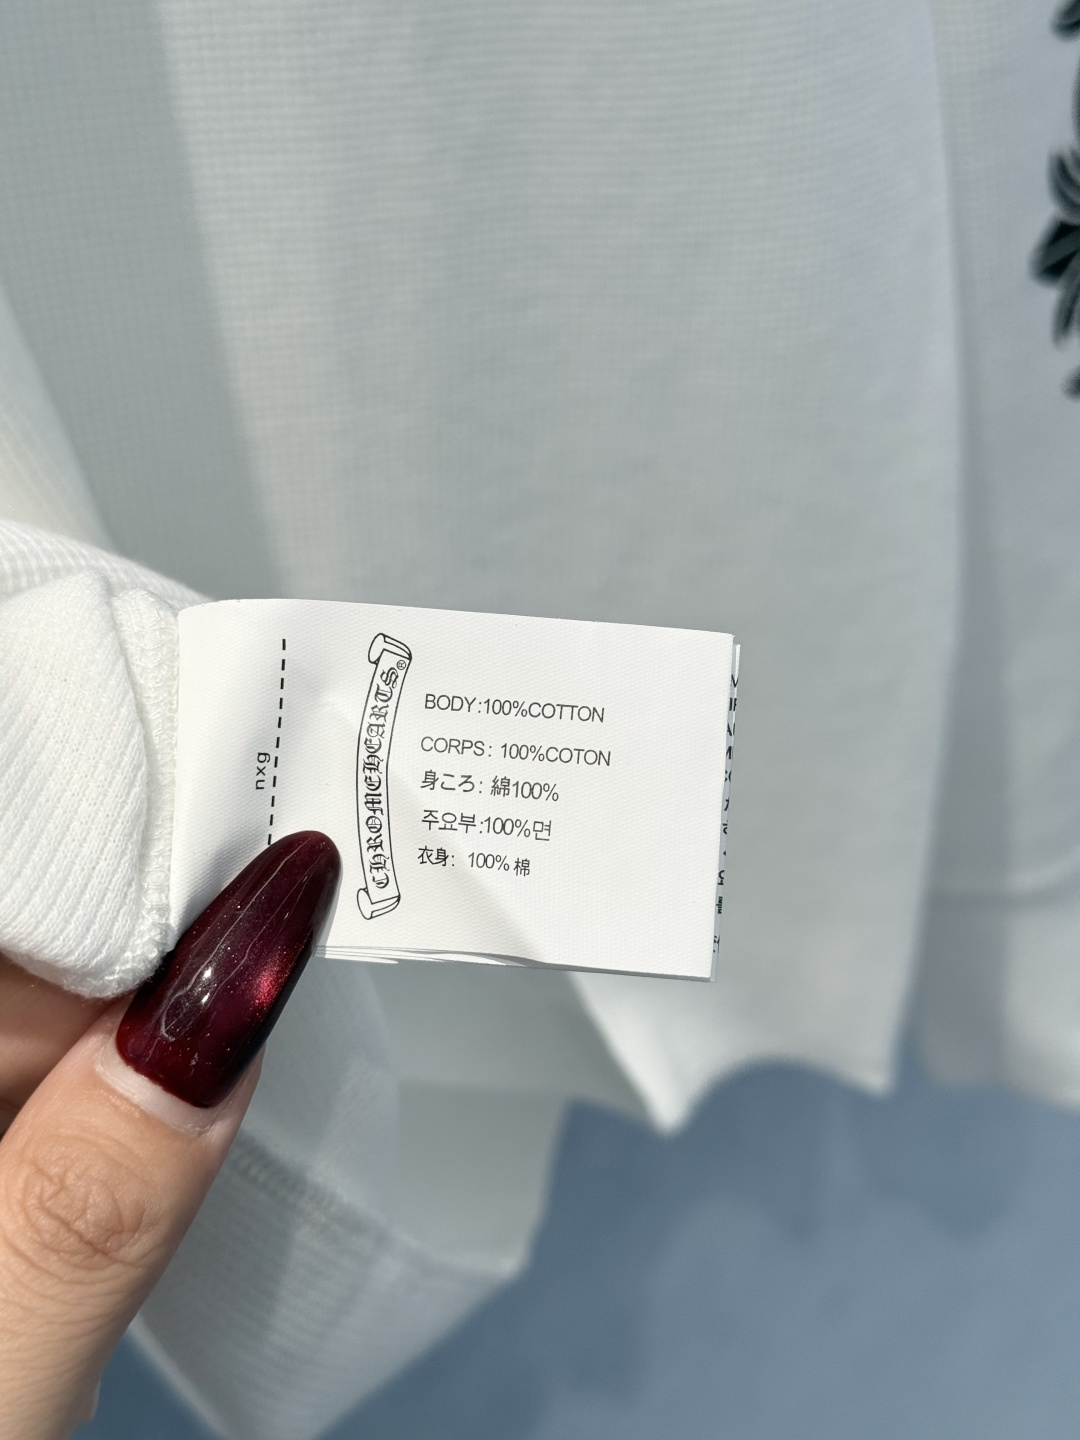 nxg
CHROME HEARTS®
BODY:100%COTTON
CORPS: 100%COTON
身ころ: 綿100%
주요부:100%면
衣身: 100% 棉